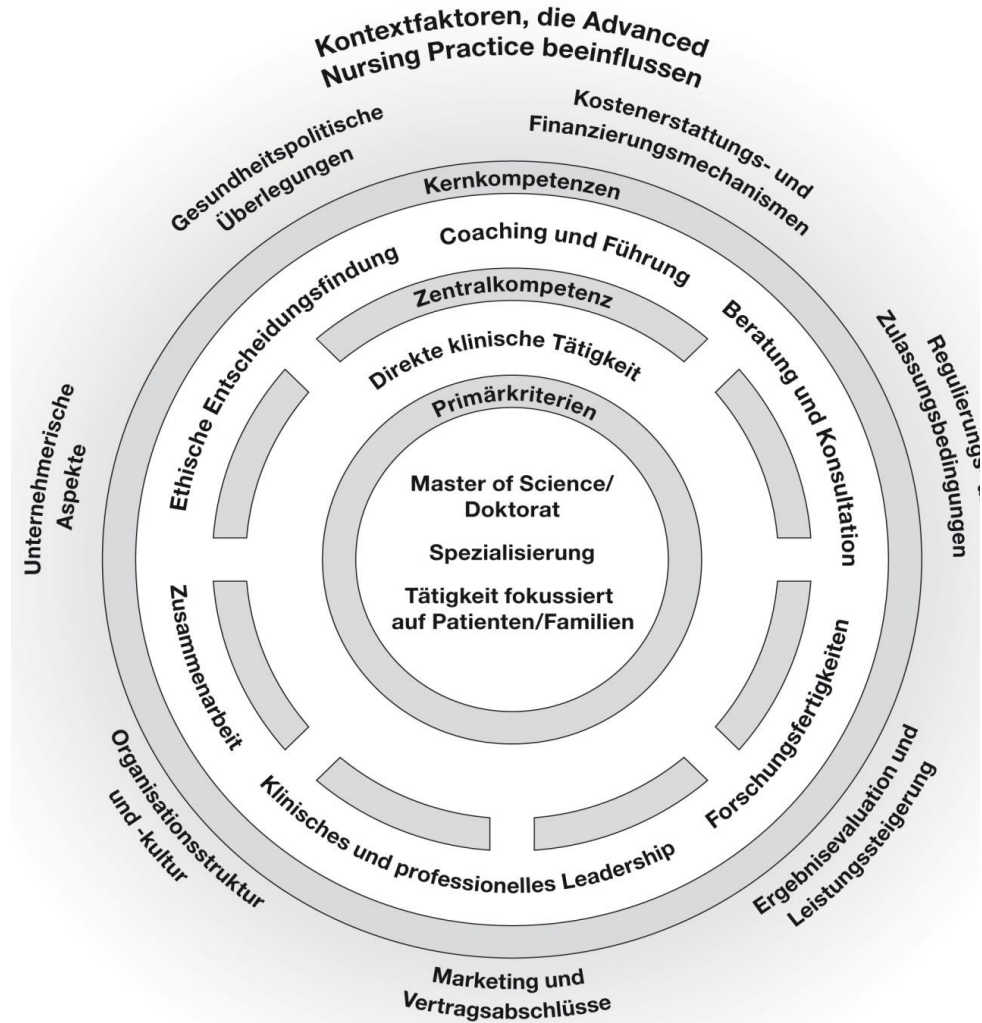 Kontextfaktoren, die Advanced
Nursing Practice beeinflussen
Gesundheitspolitische
Überlegungen
Kostenerstattungs- und
Finanzierungsmechanismen
Regulierungs-
Zulassungsbedingungen
Ergebnisevaluation und
Leistungssteigerung
Marketing und
Vertragsabschlüsse
Organisationsstruktur
und -kultur
Unternehmerische
Aspekte
Kernkompetenzen
Ethische Entscheidungsfindung
Coaching und Führung
Beratung und Konsultation
Forschungsfertigkeiten
Klinisches und professionelles Leadership
Zusammenarbeit
Zentralkompetenz
Direkte klinische Tätigkeit
Primärkriterien
Master of Science/
Doktorat
Spezialisierung
Tätigkeit fokussiert
auf Patienten/Familien